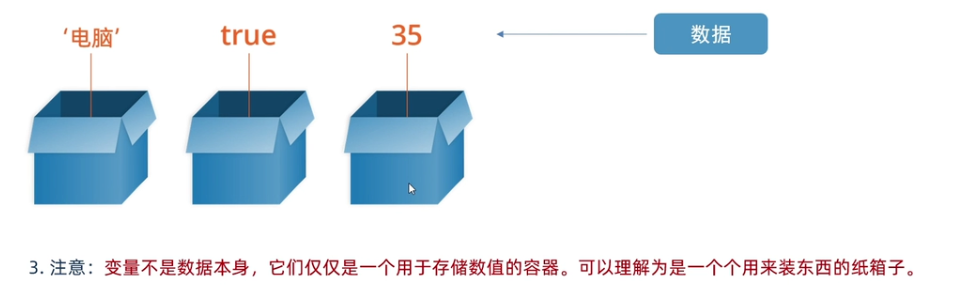 ‘电脑’ true 35 数据
3. 注意：变量不是数据本身，它们仅仅是一个用于存储数值的容器。可以理解为是一个个用来装东西的纸箱子。